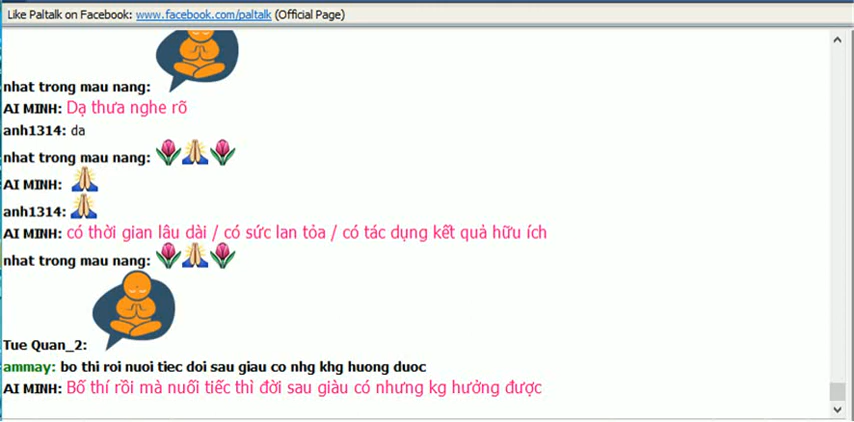 Like Paltalk on Facebook: www.facebook.com/paltalk (Official Page)
nhat trong mau nang:
AI MINH: Dạ thưa nghe rõ
anh1314: da
nhat trong mau nang:
AI MINH:
anh1314:
AI MINH: có thời gian lâu dài / có sức lan tỏa / có tác dụng kết quả hữu ích
nhat trong mau nang:
Tue Quan_2:
ammay: bo thi roi nuoi tiec doi sau giau co nhg khg huong duoc
AI MINH: Bố thí rồi mà nuối tiếc thì đời sau giàu có nhưng kg hưởng được